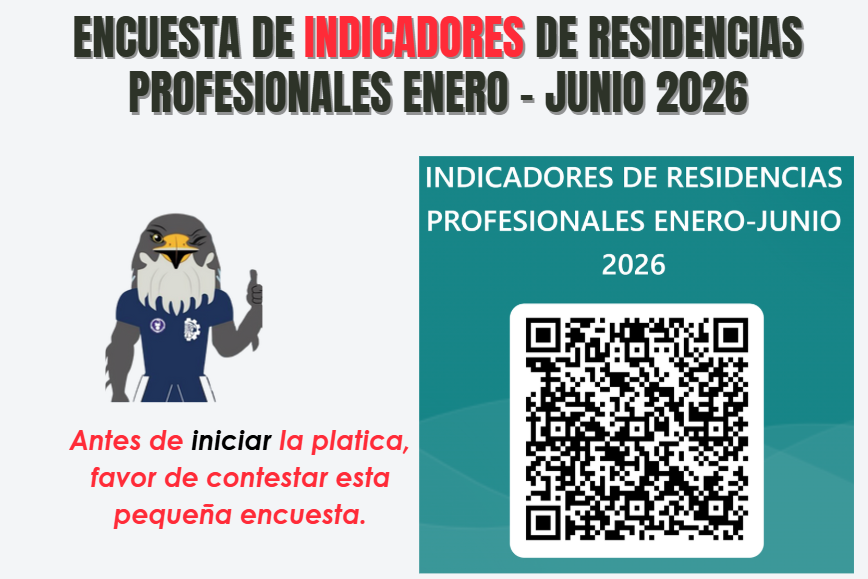 ENCUESTA DE INDICADORES DE RESIDENCIAS
PROFESIONALES ENERO - JUNIO 2026
INDICADORES DE RESIDENCIAS
PROFESIONALES ENERO-JUNIO
2026
Antes de iniciar la platica,
favor de contestar esta
pequeña encuesta.